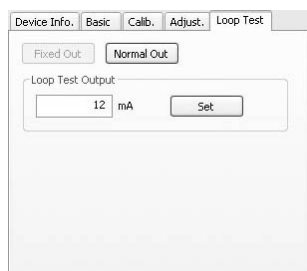 Device Info. Basic Calib. Adjust. Loop Test
Fixed Out Normal Out
Loop Test Output
12 mA Set